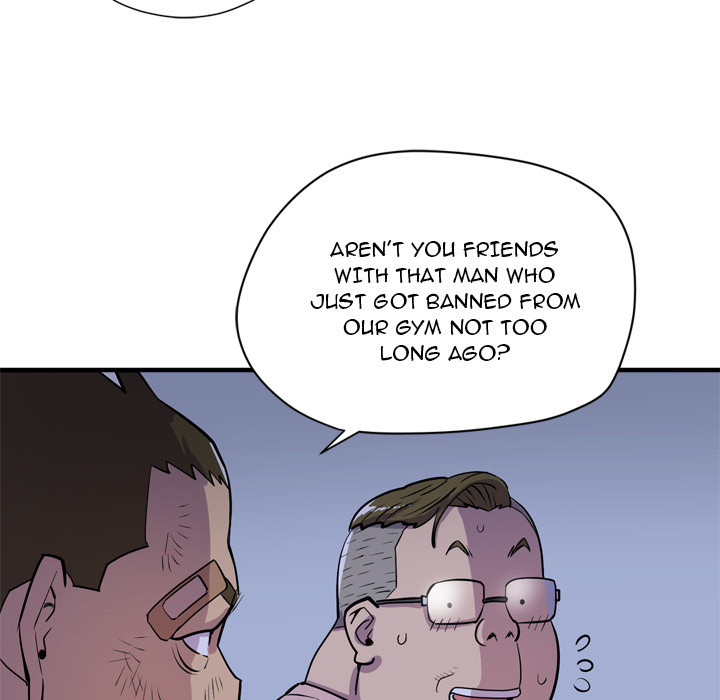 AREN'T YOU FRIENDS
WITH THAT MAN WHO
JUST GOT BANNED FROM
OUR GYM NOT TOO
LONG AGO?